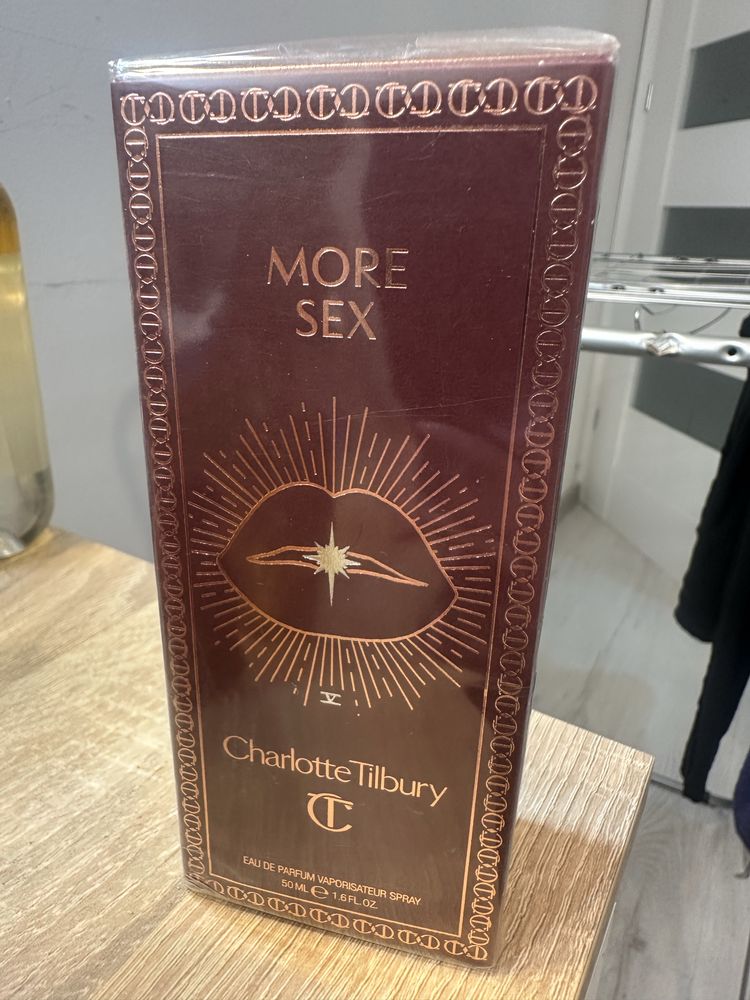 MORE
SEX
V
Charlotte Tilbury
CT
EAU DE PARFUM VAPORISATEUR SPRAY
50 ML e 1.6 FL. OZ.